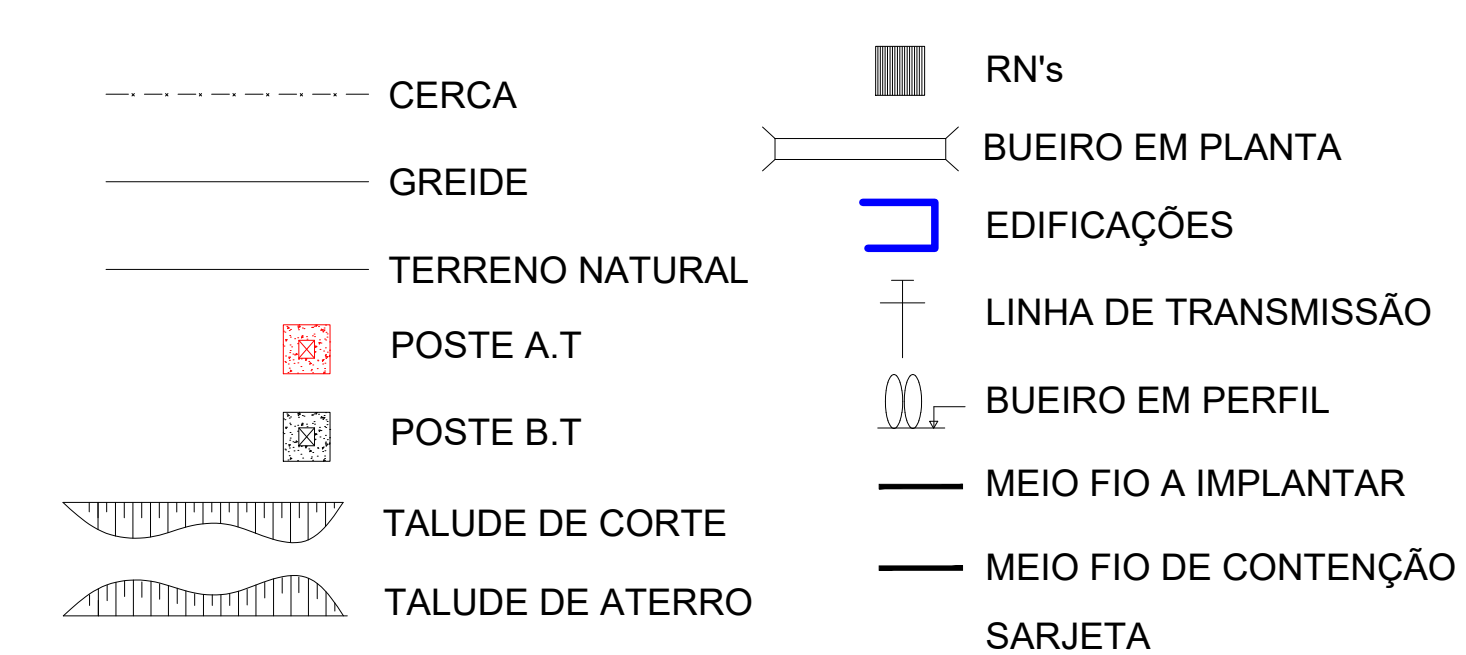 CERCA
GREIDE
TERRENO NATURAL
POSTE A.T
POSTE B.T
TALUDE DE CORTE
TALUDE DE ATERRO
RN's
BUEIRO EM PLANTA
EDIFICAÇÕES
LINHA DE TRANSMISSÃO
BUEIRO EM PERFIL
MEIO FIO A IMPLANTAR
MEIO FIO DE CONTENÇÃO
SARJETA